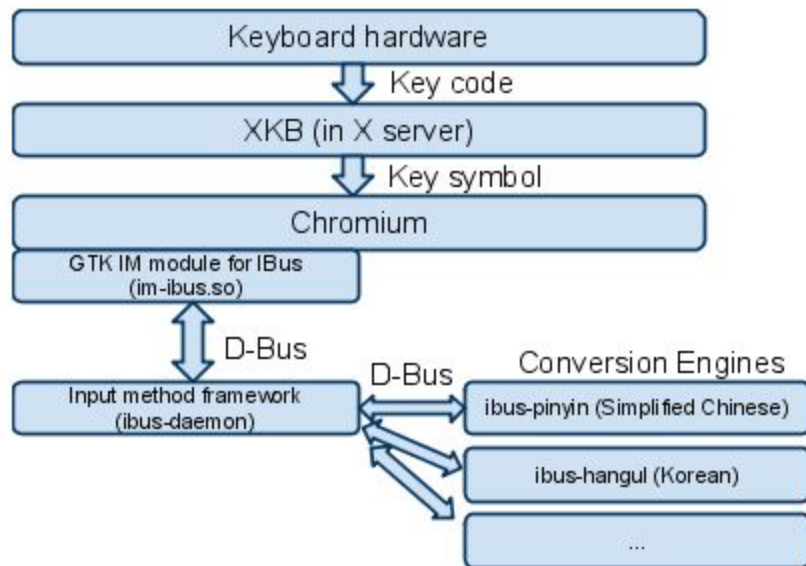 Keyboard hardware
Key code
XKB (in X server)
Key symbol
Chromium
GTK IM module for IBus
(im-ibus.so)
D-Bus
Input method framework
(ibus-daemon)
D-Bus
Conversion Engines
ibus-pinyin (Simplified Chinese)
ibus-hangul (Korean)
...